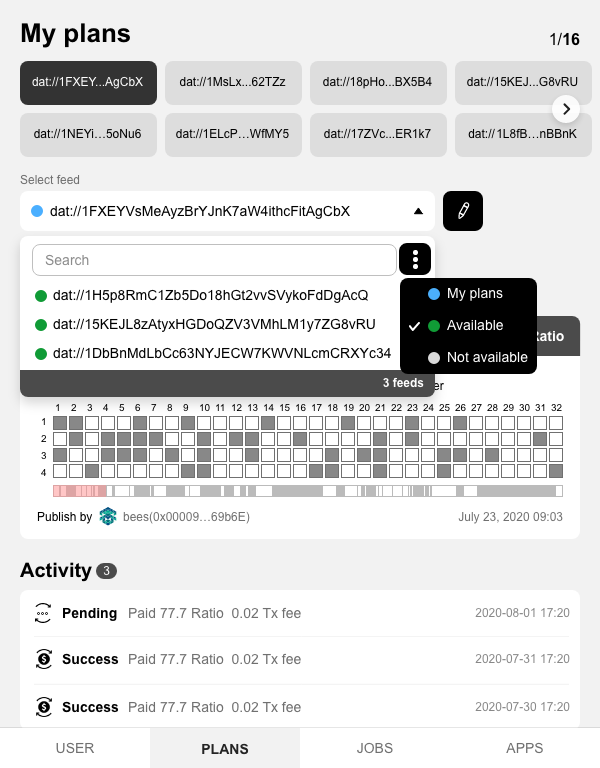 My plans
1/16
dat://1FXEY...AgCbX
dat://1MsLx...62TZz
dat://18pHo...BX5B4
dat://15KEJ...G8vRU
dat://1NEYi...5oNu6
dat://1ELcP...WfMY5
dat://17ZVc...ER1k7
dat://1L8fB...nBBnK
Select feed
dat://1FXEYVsMeAyzBrYJnK7aW4ithcFitAgCbX
Search
dat://1H5p8RmC1Zb5Do18hGt2vvSVykoFdDgAcQ
dat://15KEJL8zAtyxHGDoQZV3VMhLM1y7ZG8vRU
dat://1DbBnMdLbCc63NYJECW7KWVNLcmCRXYc34
3 feeds
My plans
Available
Not available
atio
er
1 2 3 4 5 6 7 8 9 10 11 12 13 14 15 16 17 18 19 20 21 22 23 24 25 26 27 28 29 30 31 32
1
2
3
4
Publish by bees(0x00009...69b6E) July 23, 2020 09:03
Activity 3
Pending Paid 77.7 Ratio 0.02 Tx fee 2020-08-01 17:20
Success Paid 77.7 Ratio 0.02 Tx fee 2020-07-31 17:20
Success Paid 77.7 Ratio 0.02 Tx fee 2020-07-30 17:20
USER PLANS JOBS APPS